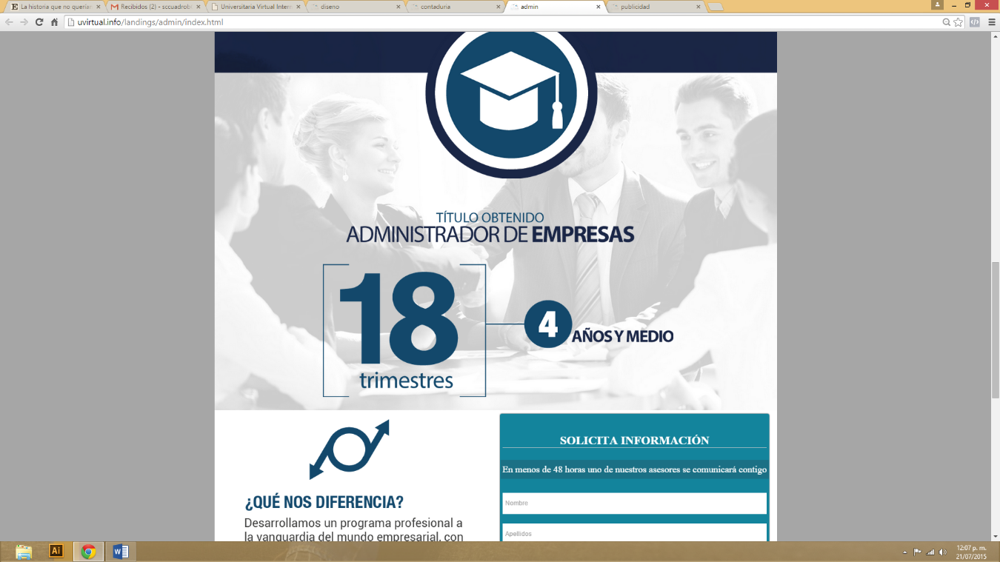 La historia que no querían
Recibidos (2) - sccuadrob
Universitaria Virtual Intern
diseno
contaduria
admin
publicidad
uvirtual.info/landings/admin/index.html
TÍTULO OBTENIDO
ADMINISTRADOR DE EMPRESAS
18
trimestres
4 AÑOS Y MEDIO
¿QUÉ NOS DIFERENCIA?
Desarrollamos un programa profesional a
la vanguardia del mundo empresarial, con
SOLICITA INFORMACIÓN
En menos de 48 horas uno de nuestros asesores se comunicará contigo
Nombre
Apellidos
Ai
12:07 p. m.
21/07/2015